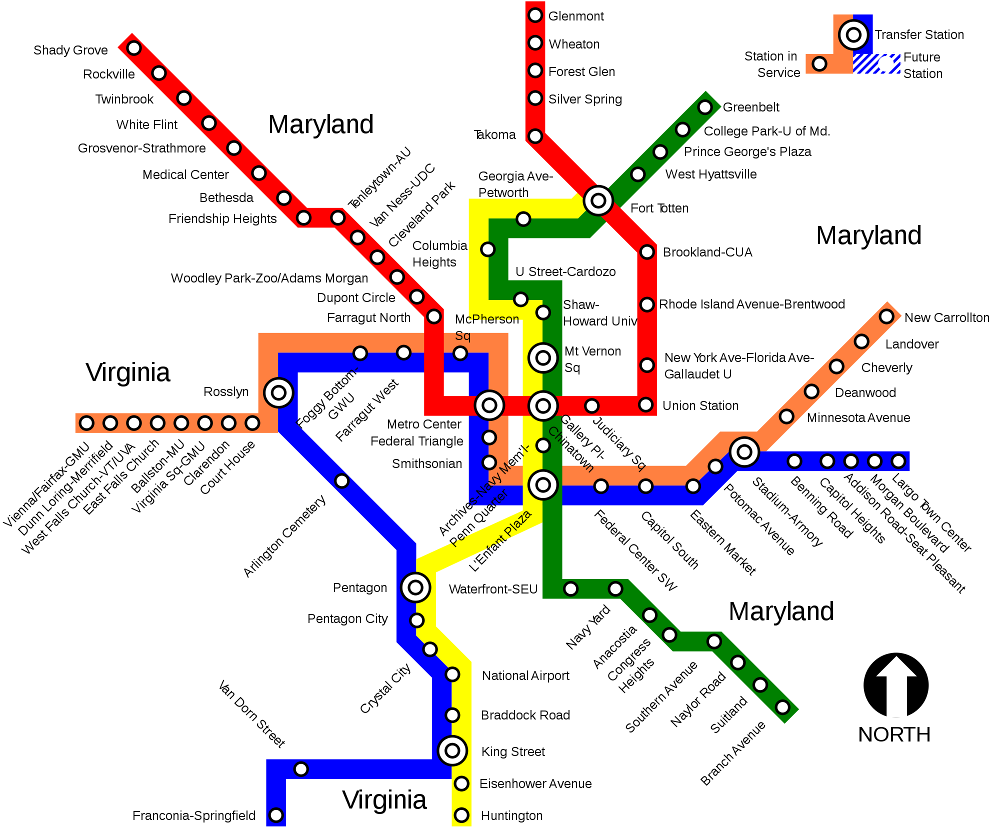 Glenmont
Wheaton
Forest Glen
Silver Spring
Takoma
Transfer Station
Station in
Service
Future
Station
Shady Grove
Rockville
Twinbrook
White Flint
Grosvenor-Strathmore
Medical Center
Bethesda
Friendship Heights
Maryland
Tenleytown-AU
Van Ness-UDC
Cleveland Park
Woodley Park-Zoo/Adams Morgan
Dupont Circle
Farragut North
Greenbelt
College Park-U of Md.
Prince George's Plaza
West Hyattsville
Georgia Ave-
Petworth
Fort Totten
Columbia
Heights
U Street-Cardozo
Shaw-
Howard Univ
Mt Vernon
Sq
Brookland-CUA
Rhode Island Avenue-Brentwood
New York Ave-Florida Ave-
Gallaudet U
Union Station
Maryland
New Carrollton
Landover
Cheverly
Deanwood
Minnesota Avenue
McPherson
Sq
Virginia
Rosslyn
Foggy Bottom-
GWU
Farragut West
Metro Center
Federal Triangle
Smithsonian
Gallery Pl-
Chinatown
Judiciary Sq
Vienna/Fairfax-GMU
Dunn Loring-Merrifield
West Falls Church-VT/UVA
East Falls Church
Ballston-MU
Virginia Sq-GMU
Clarendon
Court House
Arlington Cemetery
Archives-Navy Mem'l-
Penn Quarter
L'Enfant Plaza
Federal Center SW
Capitol South
Eastern Market
Potomac Avenue
Stadium-Armory
Benning Road
Capitol Heights
Addison Road-Seat Pleasant
Morgan Boulevard
Largo Town Center
Pentagon
Pentagon City
Crystal City
National Airport
Braddock Road
King Street
Eisenhower Avenue
Huntington
Van Dorn Street
Franconia-Springfield
Virginia
Waterfront-SEU
Navy Yard
Anacostia
Congress
Heights
Southern Avenue
Naylor Road
Suitland
Branch Avenue
Maryland
NORTH